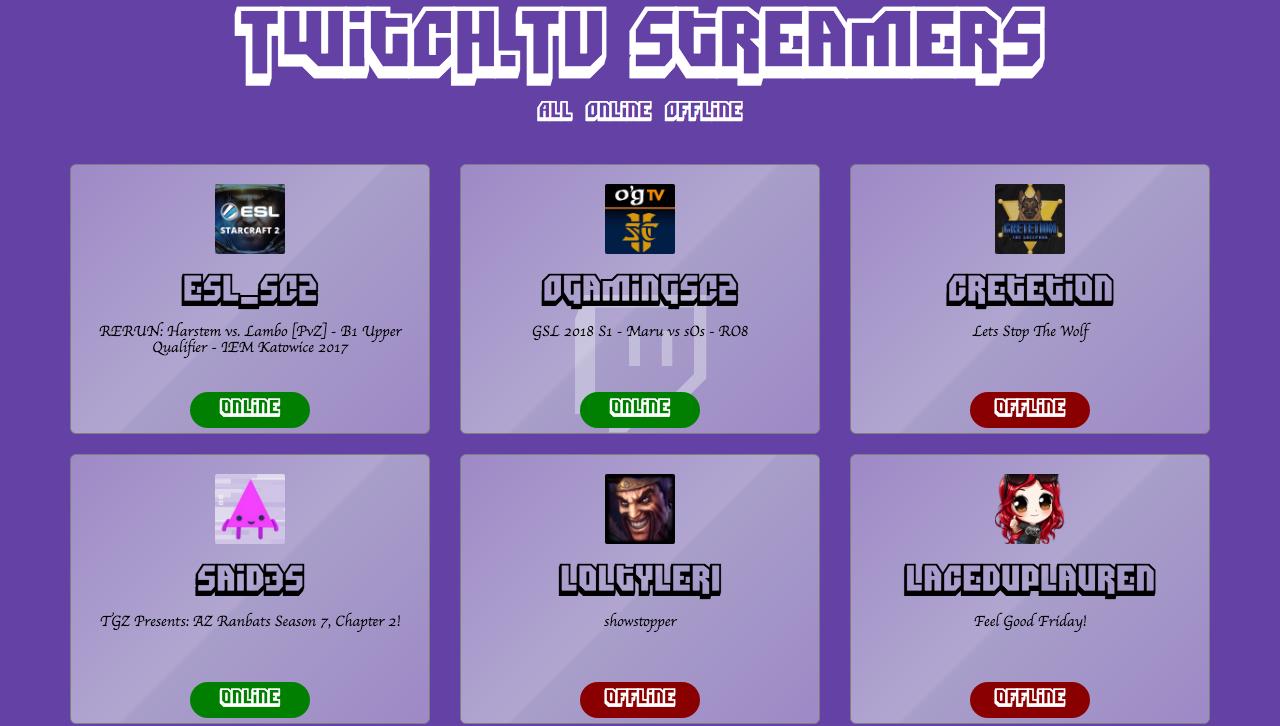 TWiTCH.TV STREAMERS
ALL ONLiNE OFFLiNE
ESL
STARCRAFT 2
O'G TV
SC
CRETETION
ESL_SC2
OGAMiNGSC2
CRETETiON
RERUN: Harstem vs. Lambo [PvZ] - B1 Upper
Qualifier - IEM Katowice 2017
GSL 2018 S1 - Maru vs sOs - RO8
Lets Stop The Wolf
ONLiNE
ONLiNE
OFFLiNE
SAiD3S
LOLTYLER1
LACEDUPLAUREN
TGZ Presents: AZ Ranbats Season 7, Chapter 2!
showstopper
Feel Good Friday!
ONLiNE
OFFLiNE
OFFLiNE